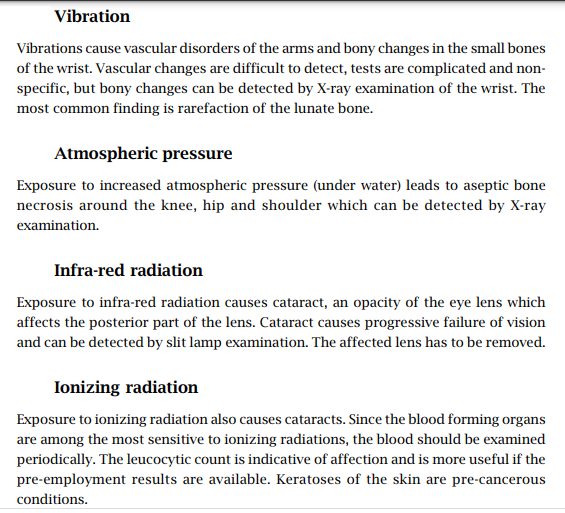 Vibration
Vibrations cause vascular disorders of the arms and bony changes in the small bones
of the wrist. Vascular changes are difficult to detect, tests are complicated and non-
specific, but bony changes can be detected by X-ray examination of the wrist. The
most common finding is rarefaction of the lunate bone.
Atmospheric pressure
Exposure to increased atmospheric pressure (under water) leads to aseptic bone
necrosis around the knee, hip and shoulder which can be detected by X-ray
examination.
Infra-red radiation
Exposure to infra-red radiation causes cataract, an opacity of the eye lens which
affects the posterior part of the lens. Cataract causes progressive failure of vision
and can be detected by slit lamp examination. The affected lens has to be removed.
Ionizing radiation
Exposure to ionizing radiation also causes cataracts. Since the blood forming organs
are among the most sensitive to ionizing radiations, the blood should be examined
periodically. The leucocytic count is indicative of affection and is more useful if the
pre-employment results are available. Keratoses of the skin are pre-cancerous
conditions.